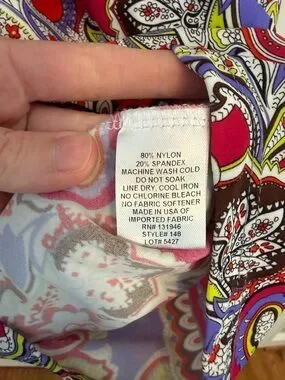 80% NYLON
20% SPANDEX
MACHINE WASH COLD
DO NOT SOAK
LINE DRY, COOL IRON
NO CHLORINE BLEACH
NO FABRIC SOFTENER
MADE IN USA OF
IMPORTED FABRIC
RN# 131946
STYLE# 148
LOT# 5427